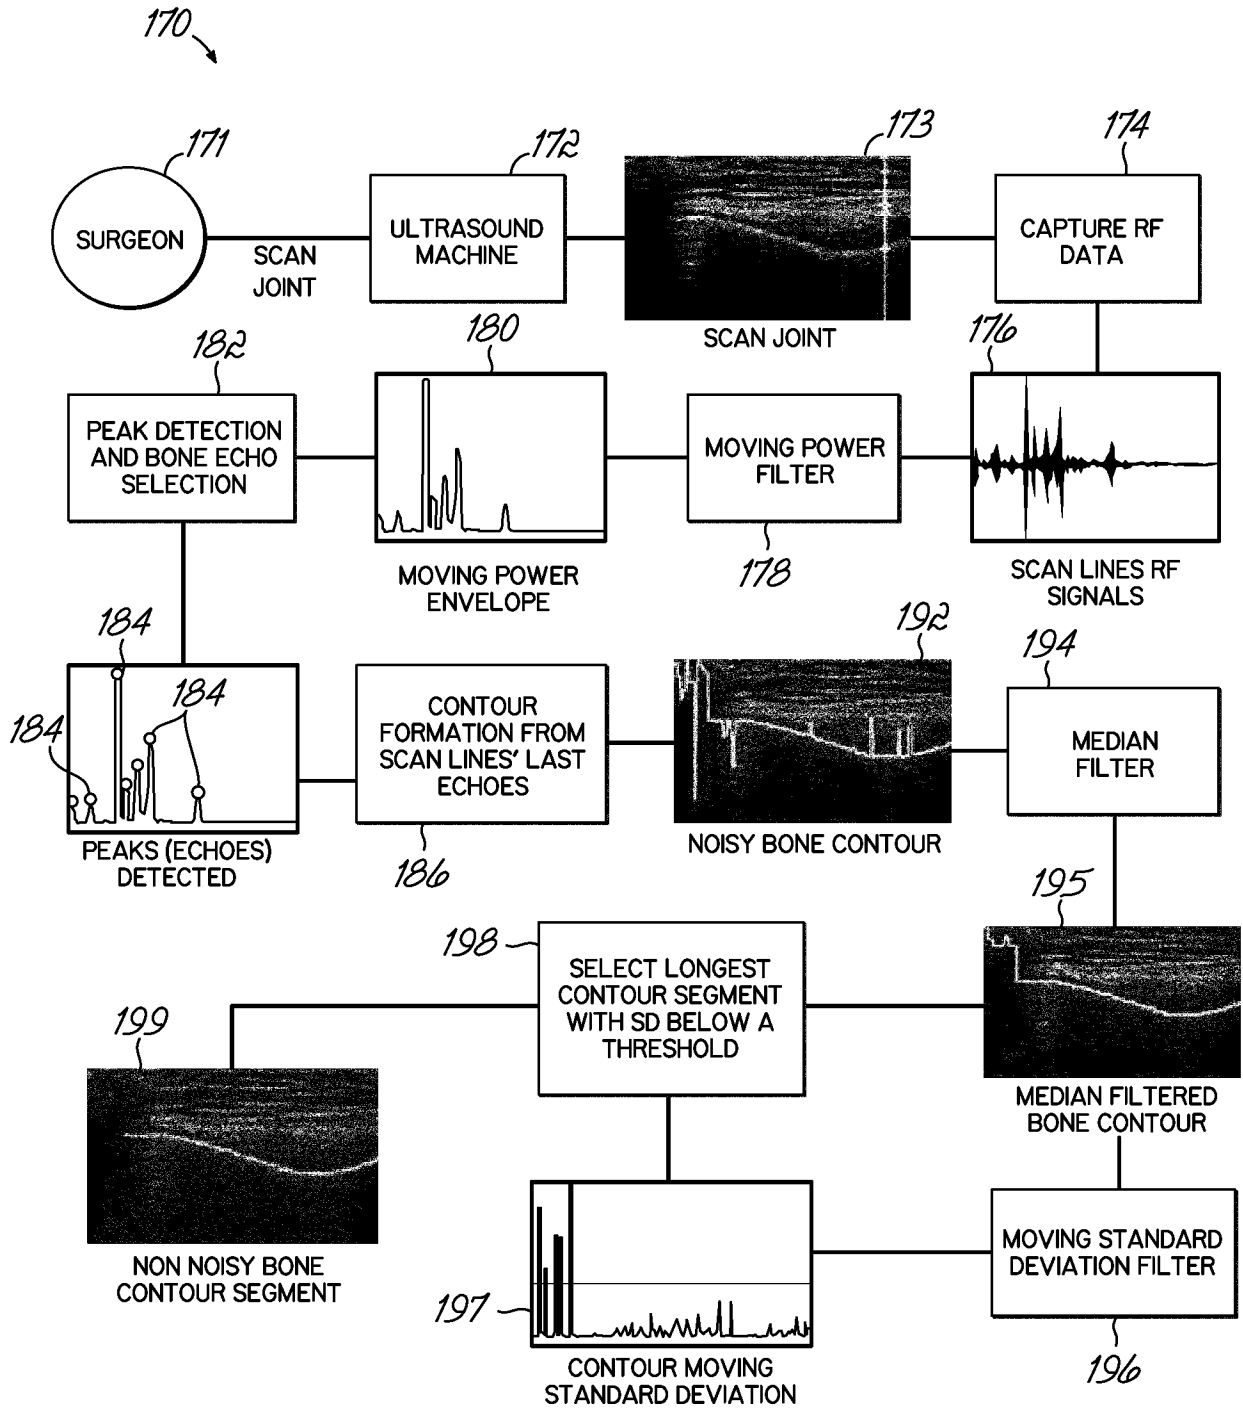 170
171
172
173
174
SURGEON
SCAN
JOINT
ULTRASOUND
MACHINE
SCAN JOINT
CAPTURE RF
DATA
182
180
176
PEAK DETECTION
AND BONE ECHO
SELECTION
MOVING POWER
ENVELOPE
MOVING POWER
FILTER
178
SCAN LINES RF
SIGNALS
184
184
184
PEAKS (ECHOES)
DETECTED
CONTOUR
FORMATION FROM
SCAN LINES' LAST
ECHOES
186
192
NOISY BONE CONTOUR
194
MEDIAN
FILTER
195
MEDIAN FILTERED
BONE CONTOUR
198
SELECT LONGEST
CONTOUR SEGMENT
WITH SD BELOW A
THRESHOLD
199
NON NOISY BONE
CONTOUR SEGMENT
197
CONTOUR MOVING
STANDARD DEVIATION
MOVING STANDARD
DEVIATION FILTER
196